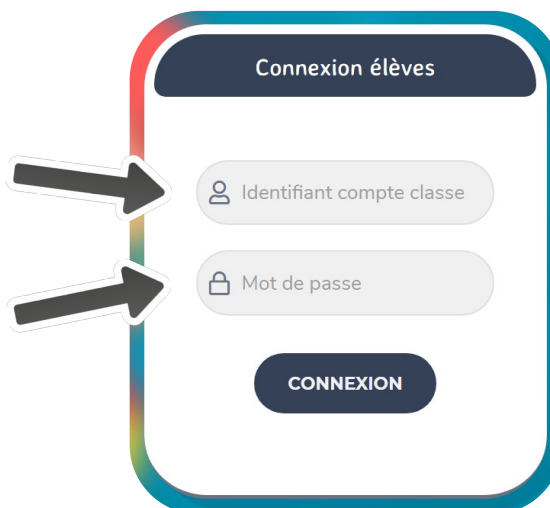 Connexion élèves
Identifiant compte classe
Mot de passe
CONNEXION